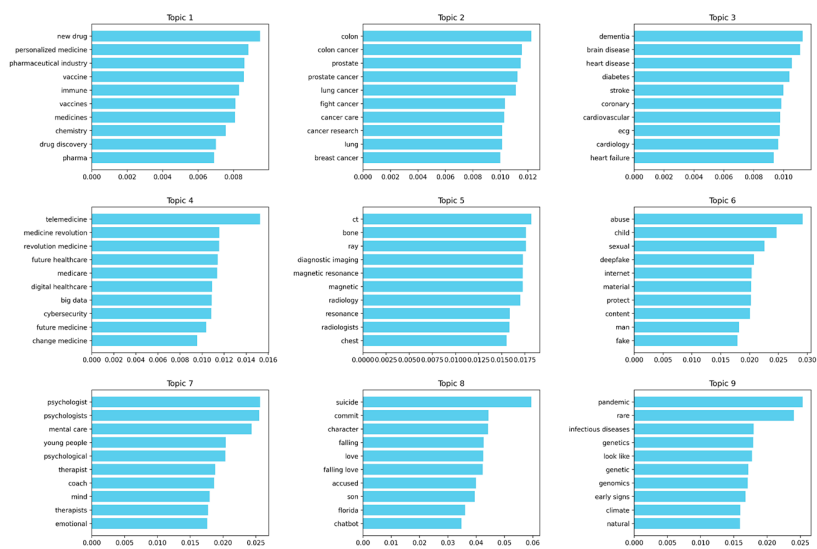 Topic 1
new drug
personalized medicine
pharmaceutical industry
vaccine
immune
vaccines
medicines
chemistry
drug discovery
pharma
0.000 0.002 0.004 0.006 0.008
Topic 2
colon
colon cancer
prostate
prostate cancer
lung cancer
fight cancer
cancer care
cancer research
lung
breast cancer
0.000 0.002 0.004 0.006 0.008 0.010 0.012
Topic 3
dementia
brain disease
heart disease
diabetes
stroke
coronary
cardiovascular
ecg
cardiology
heart failure
0.000 0.002 0.004 0.006 0.008 0.010
Topic 4
telemedicine
medicine revolution
revolution medicine
future healthcare
medicare
digital healthcare
big data
cybersecurity
future medicine
change medicine
0.000 0.002 0.004 0.006 0.008 0.010 0.012 0.014 0.016
Topic 5
ct
bone
ray
diagnostic imaging
magnetic resonance
magnetic
radiology
resonance
radiologists
chest
0.0000 0.0025 0.0050 0.0075 0.0100 0.0125 0.0150 0.0175
Topic 6
abuse
child
sexual
deepfake
internet
material
protect
content
man
fake
0.000 0.005 0.010 0.015 0.020 0.025 0.030
Topic 7
psychologist
psychologists
mental care
young people
psychological
therapist
coach
mind
therapists
emotional
0.000 0.005 0.010 0.015 0.020 0.025
Topic 8
suicide
commit
character
falling
love
falling love
accused
son
florida
chatbot
0.00 0.01 0.02 0.03 0.04 0.05 0.06
Topic 9
pandemic
rare
infectious diseases
genetics
look like
genetic
genomics
early signs
climate
natural
0.000 0.005 0.010 0.015 0.020 0.025